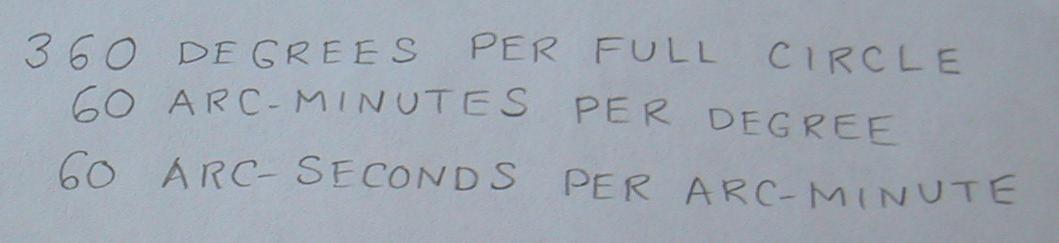 360 DEGREES PER FULL CIRCLE
60 ARC-MINUTES PER DEGREE
60 ARC-SECONDS PER ARC-MINUTE